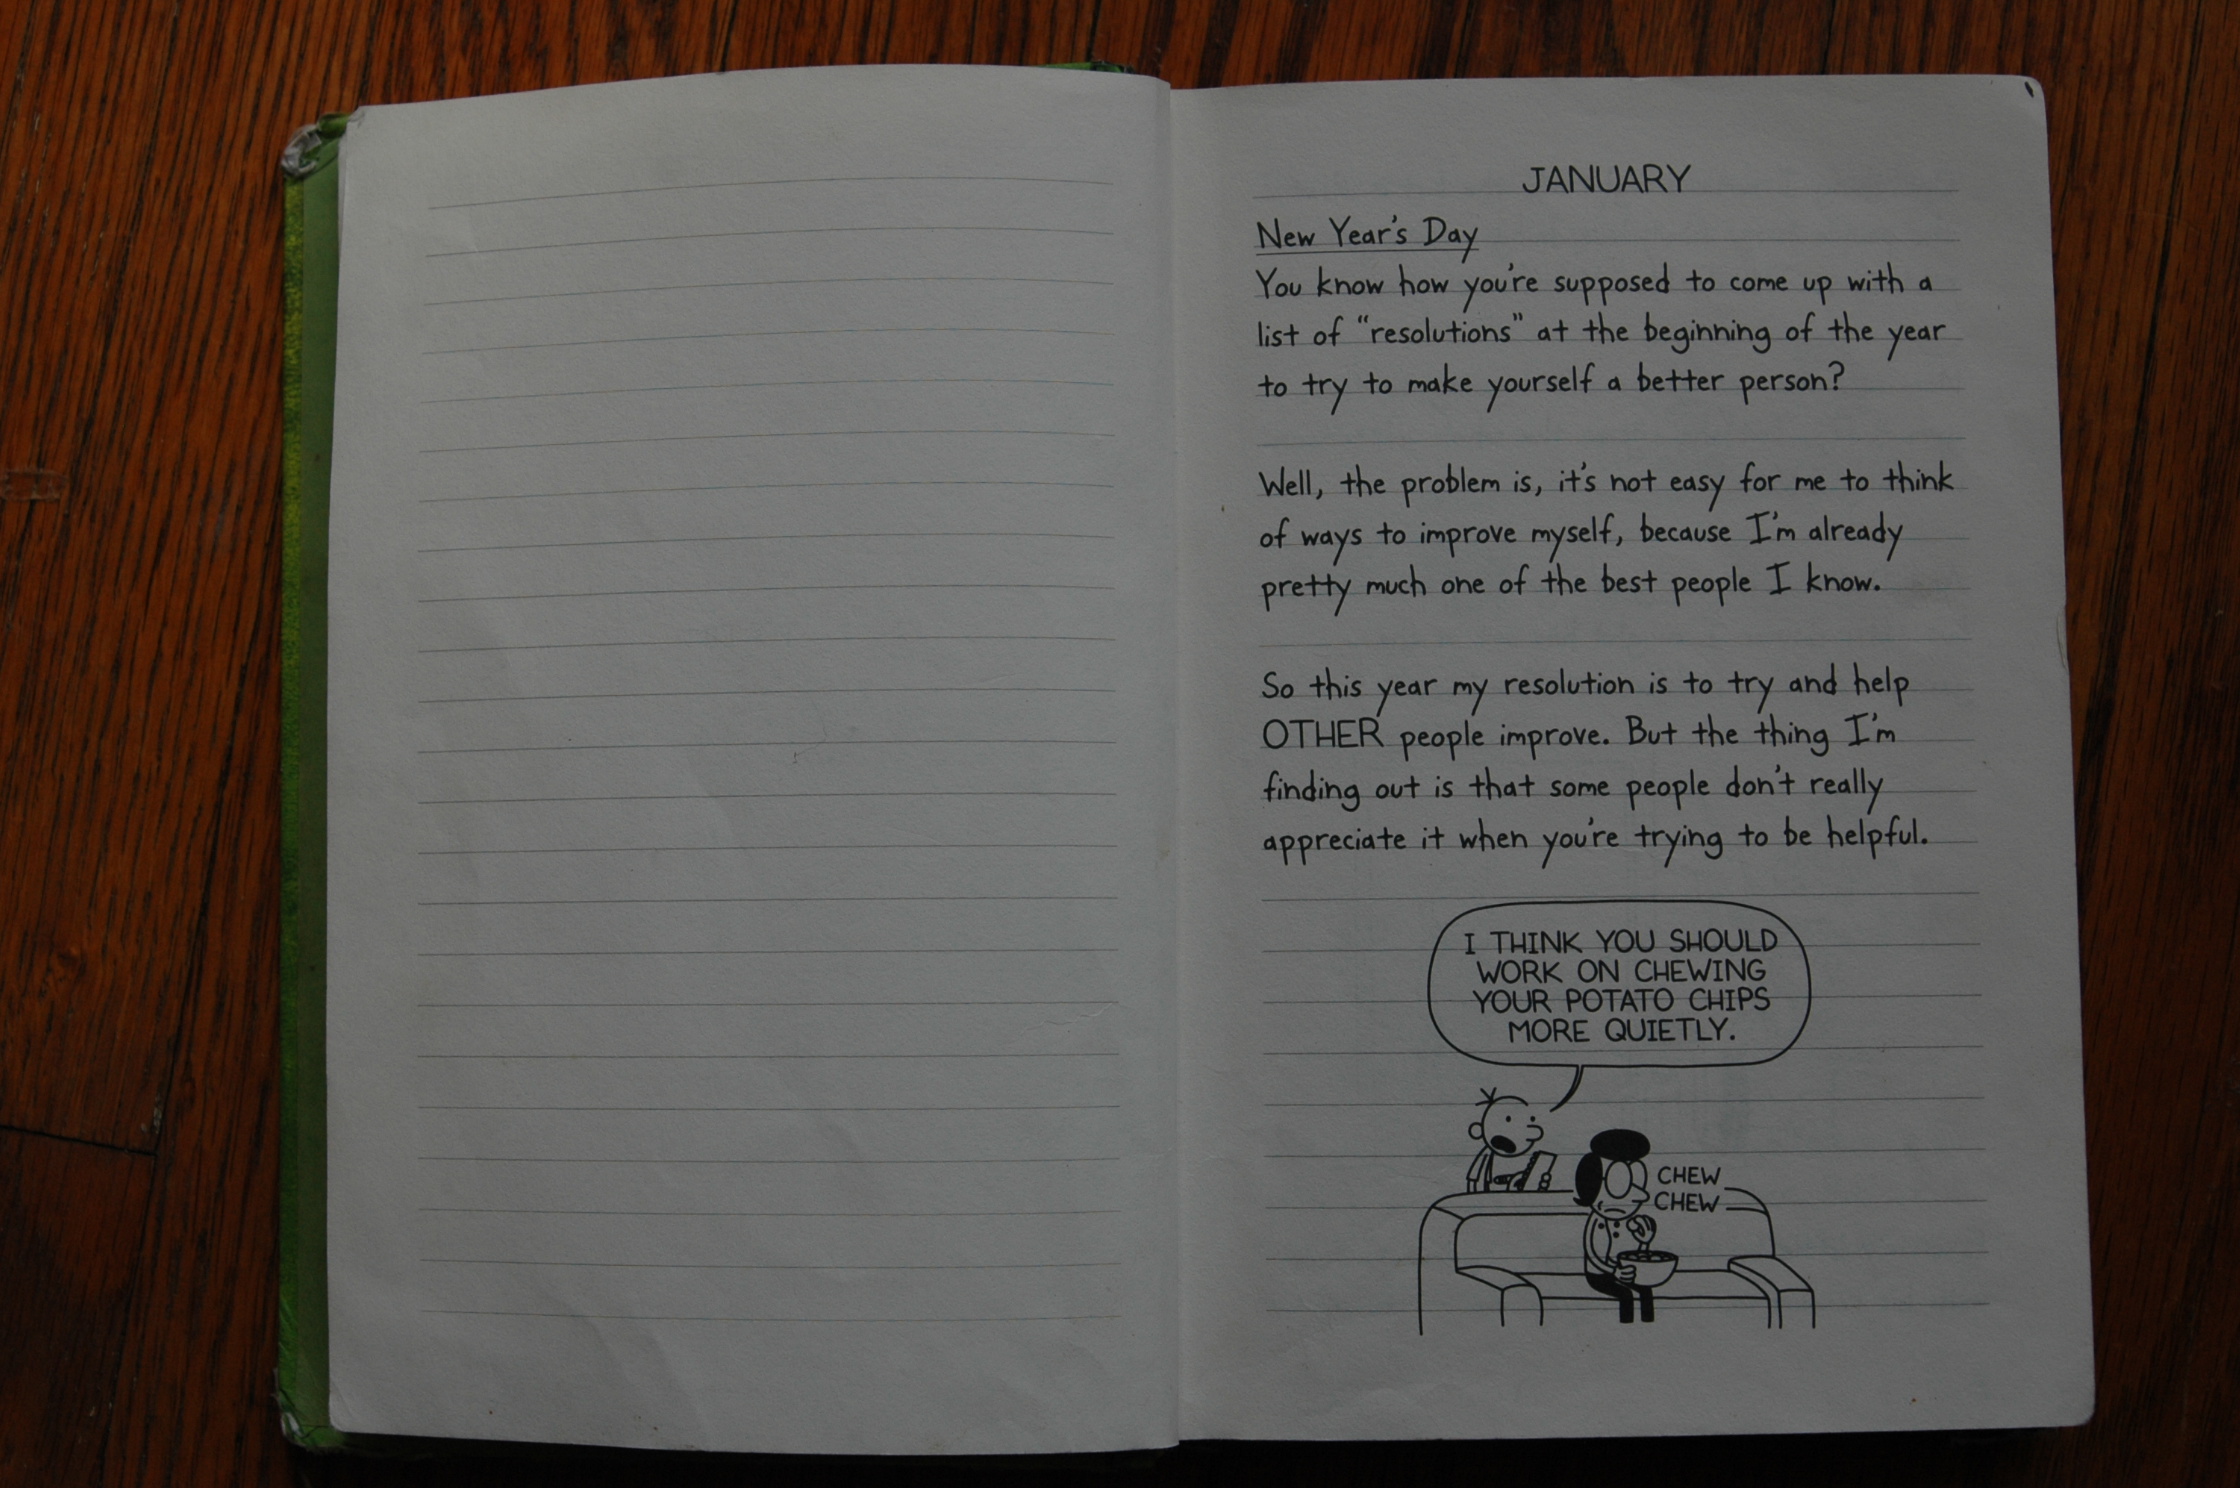 JANUARY
New Year's Day
You know how you're supposed to come up with a
list of "resolutions" at the beginning of the year
to try to make yourself a better person?
Well, the problem is, it's not easy for me to think
of ways to improve myself, because I'm already
pretty much one of the best people I know.
So this year my resolution is to try and help
OTHER people improve. But the thing I'm
finding out is that some people don't really
appreciate it when you're trying to be helpful.
I THINK YOU SHOULD
WORK ON CHEWING
YOUR POTATO CHIPS
MORE QUIETLY.
CHEW
CHEW